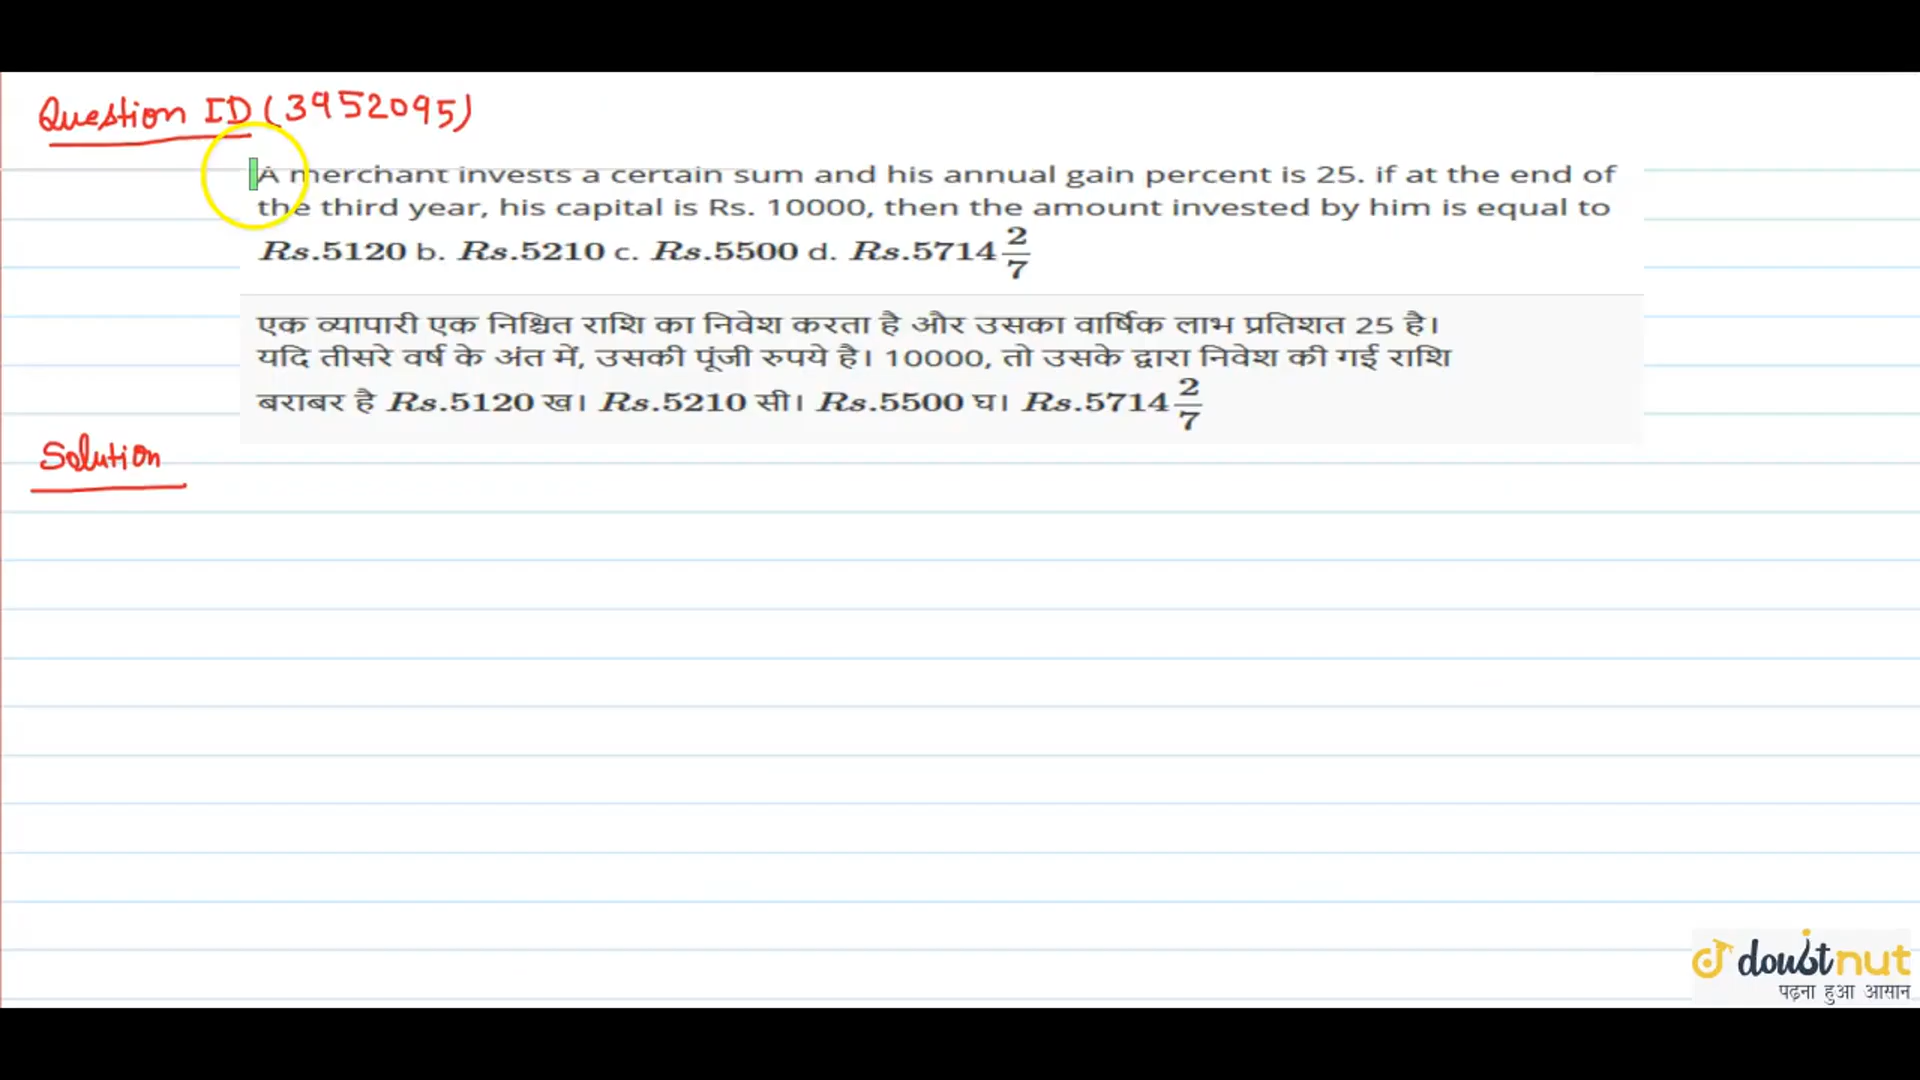 Question ID (3952095)
A merchant invests a certain sum and his annual gain percent is 25. if at the end of
the third year, his capital is Rs. 10000, then the amount invested by him is equal to
Rs.5120 b. Rs.5210 c. Rs.5500 d. Rs.5714 2/7
एक व्यापारी एक निश्चित राशि का निवेश करता है और उसका वार्षिक लाभ प्रतिशत 25 है।
यदि तीसरे वर्ष के अंत में, उसकी पूंजी रुपये है। 10000, तो उसके द्वारा निवेश की गई राशि
बराबर है Rs.5120 ख। Rs.5210 सी। Rs.5500 घ। Rs.5714 2/7
Solution
doubtnut
पढ़ना हुआ आसान